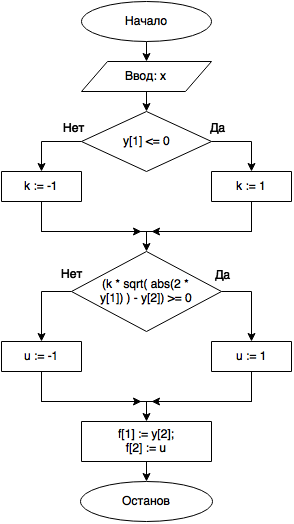 Начало
Ввод: x
Нет
Да
y[1] <= 0
k := -1
k := 1
Нет
Да
(k * sqrt( abs(2 *
y[1]) ) - y[2]) >= 0
u := -1
u := 1
f[1] := y[2];
f[2] := u
Останов